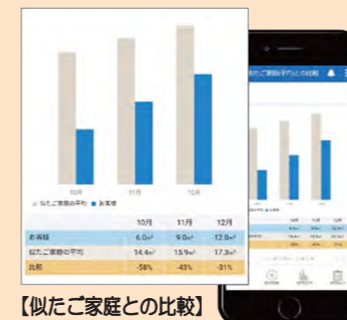 10月 11月 12月
似たご家庭の平均 お客様
10月 11月 12月
お客様 6.0m³ 9.0m³ 12.0m³
似たご家庭の平均 14.4m³ 15.9m³ 17.3m³
比較 -58% -43% -31%
似たご家庭(平均)との比較
【似たご家庭との比較】